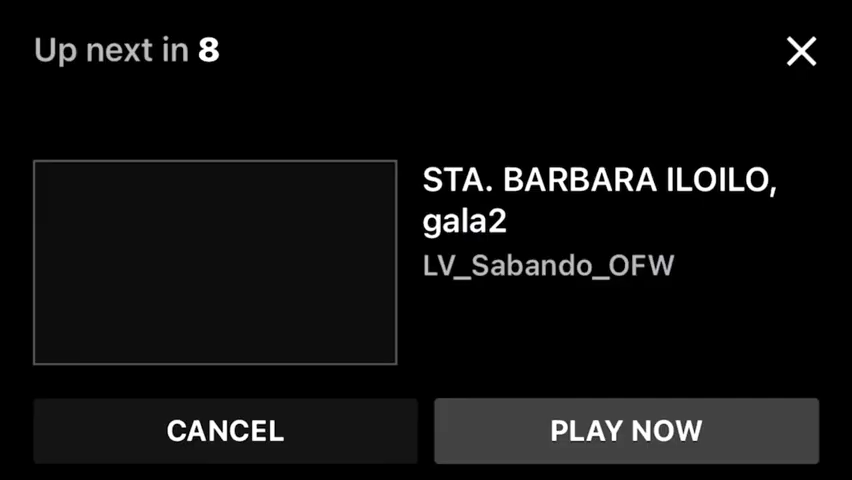 Up next in 8
STA. BARBARA ILOILO,
gala2
LV_Sabando_OFW
CANCEL
PLAY NOW